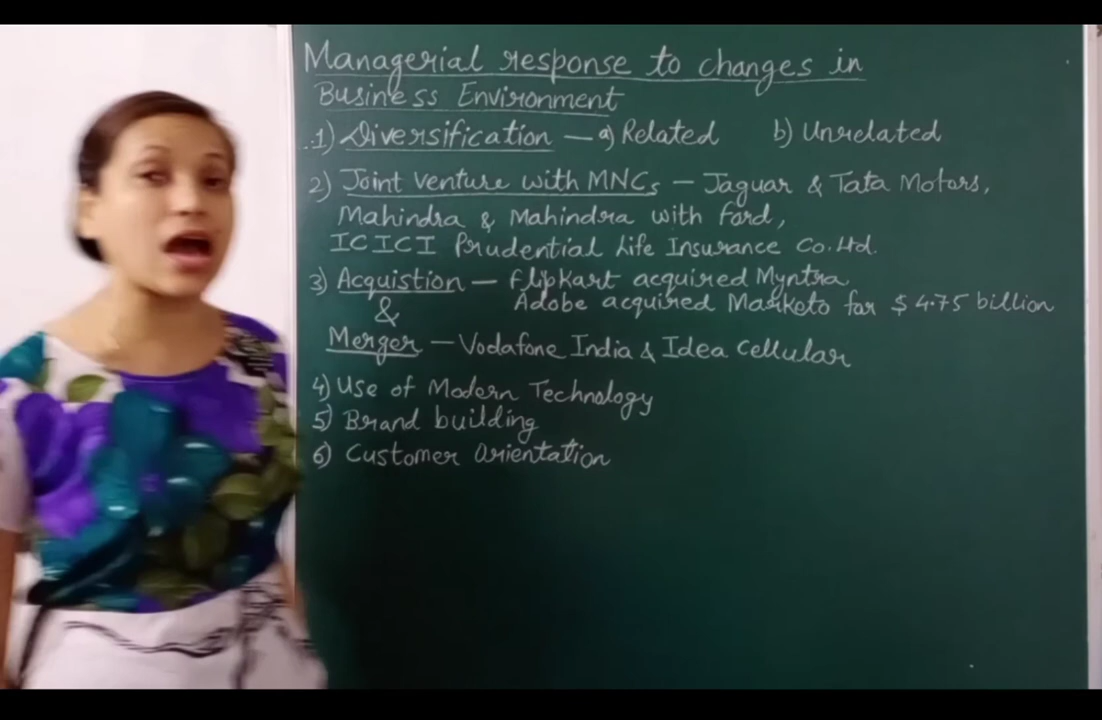 Managerial response to changes in
Business Environment
1) Diversification — a) Related b) Unrelated
2) Joint Venture with MNCs — Jaguar & Tata Motors,
Mahindra & Mahindra with Ford,
ICICI Prudential Life Insurance Co. Ltd.
3) Acquistion — Flipkart acquired Myntra
& Adobe acquired Marketo for $ 4.75 billion
Merger — Vodafone India & Idea Cellular
4) Use of Modern Technology
5) Brand building
6) Customer Orientation